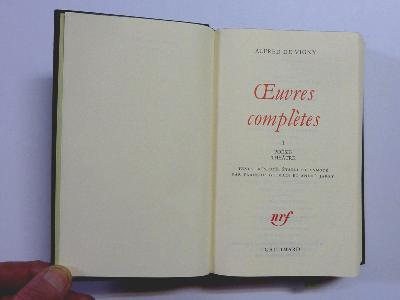 ALFRED DE VIGNY
Œuvres
complètes
I
POÉSIE
THÉÂTRE
TEXTE PRÉSENTÉ, ÉTABLI ET ANNOTÉ
PAR FRANÇOIS GERMAIN ET ANDRÉ JARRY
nrf
GALLIMARD